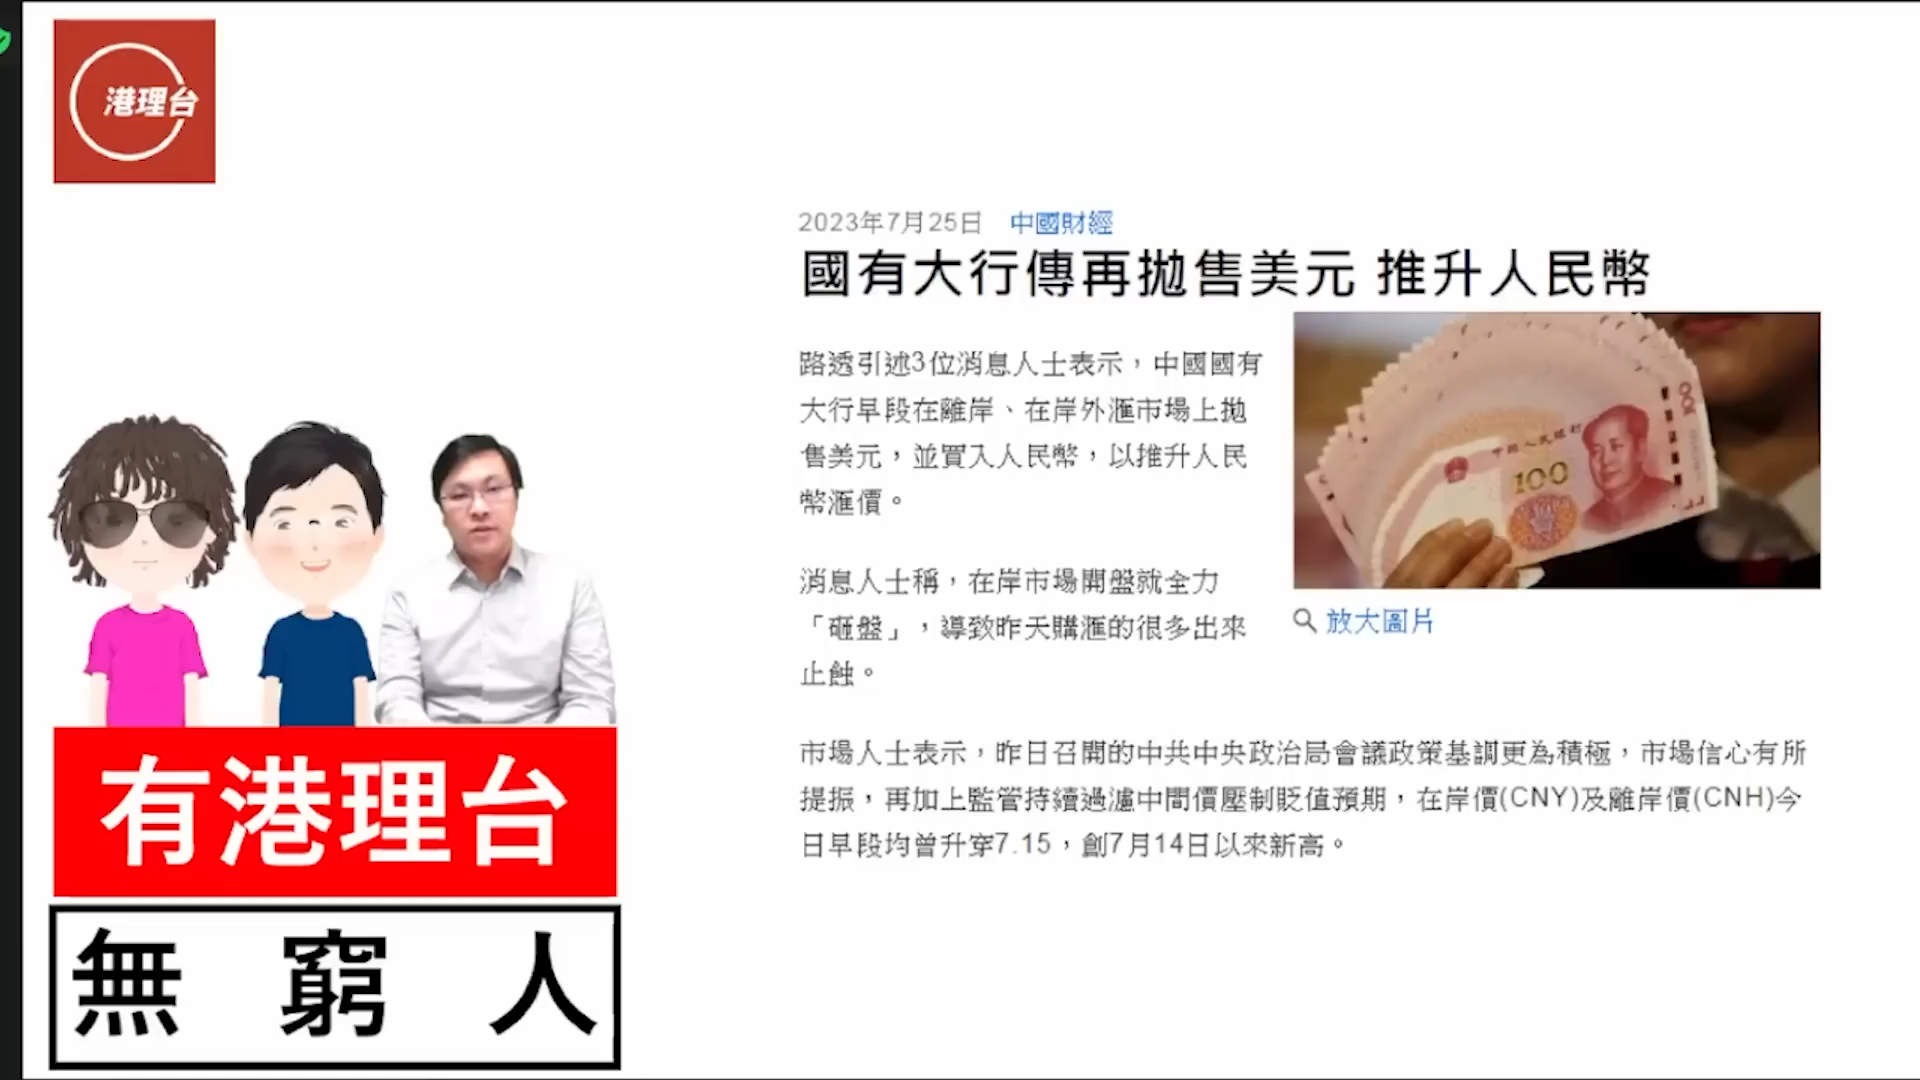 港理台
2023年7月25日 中國財經
國有大行傳再拋售美元 推升人民幣
路透引述3位消息人士表示，中國國有
大行早段在離岸、在岸外滙市場上拋
售美元，並買入人民幣，以推升人民
幣滙價。
消息人士稱，在岸市場開盤就全力
「砸盤」，導致昨天購滙的很多出來
止蝕。
市場人士表示，昨日召開的中共中央政治局會議政策基調更為積極，市場信心有所
提振，再加上監管持續過濾中間價壓制貶值預期，在岸價(CNY)及離岸價(CNH)今
日早段均曾升穿7.15，創7月14日以來新高。
中國人民銀行
100
100
放大圖片
有港理台
無窮人